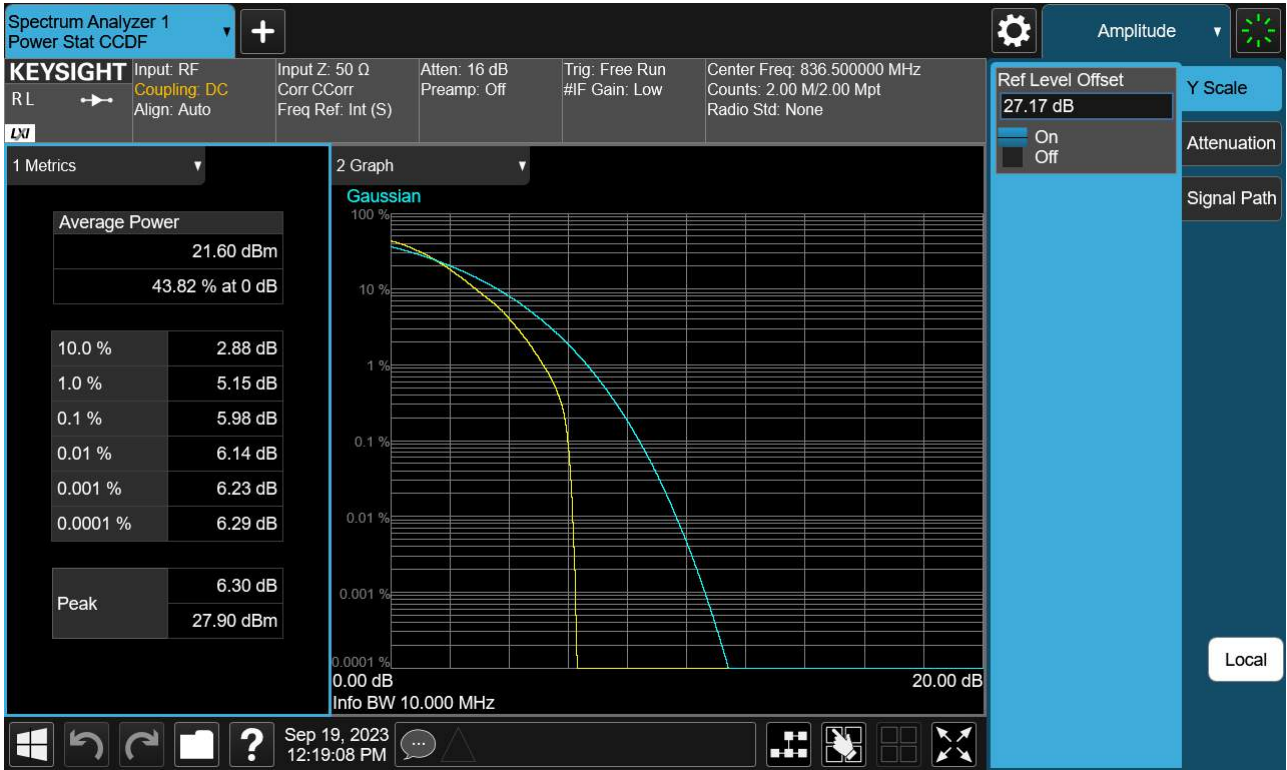 Spectrum Analyzer 1
Power Stat CCDF
Amplitude
KEYSIGHT
R L
LXI
Input: RF
Coupling: DC
Align: Auto
Input Z: 50 Ω
Corr CCorr
Freq Ref: Int (S)
Atten: 16 dB
Preamp: Off
Trig: Free Run
#IF Gain: Low
Center Freq: 836.500000 MHz
Counts: 2.00 M/2.00 Mpt
Radio Std: None
Ref Level Offset
27.17 dB
On
Off
Y Scale
Attenuation
Signal Path
Local
1 Metrics
Average Power
21.60 dBm
43.82 % at 0 dB
10.0 % 2.88 dB
1.0 % 5.15 dB
0.1 % 5.98 dB
0.01 % 6.14 dB
0.001 % 6.23 dB
0.0001 % 6.29 dB
Peak
6.30 dB
27.90 dBm
2 Graph
Gaussian
100 %
10 %
1 %
0.1 %
0.01 %
0.001 %
0.0001 %
0.00 dB 20.00 dB
Info BW 10.000 MHz
?
Sep 19, 2023
12:19:08 PM